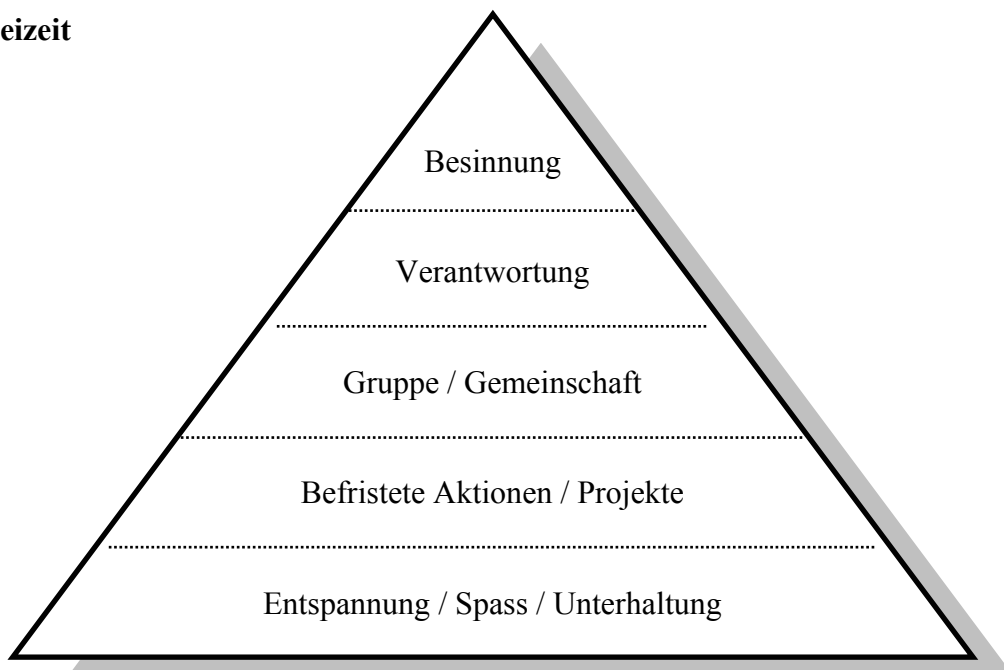 eizeit
Besinnung
Verantwortung
Gruppe / Gemeinschaft
Befristete Aktionen / Projekte
Entspannung / Spass / Unterhaltung